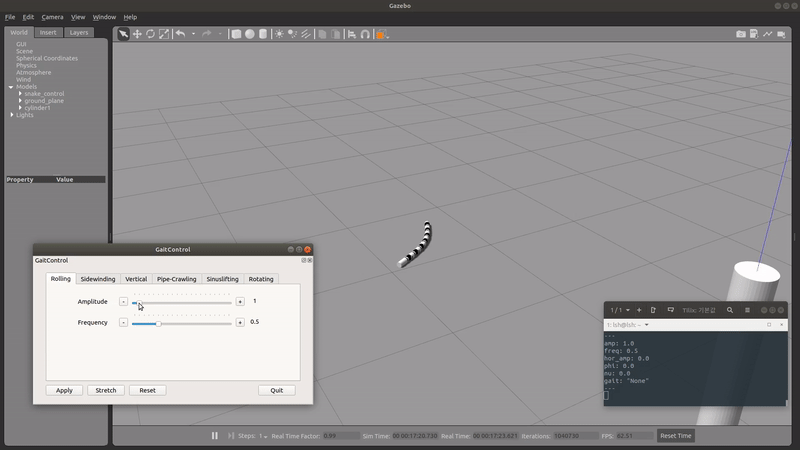 Gazebo
File Edit Camera View Window Help
World Insert Layers
GUI
Scene
Spherical Coordinates
Physics
Atmosphere
Wind
Models
snake_control
ground_plane
cylinder1
Lights
Property Value
GaitControl
GaitControl
Rolling Sidewinding Vertical Pipe-Crawling Sinuslifting Rotating
Amplitude - + 1
Frequency - + 0.5
Apply Stretch Reset Quit
1 / 1 + Tilix: 기본값
1: lsh@lsh: ~
---
amp: 1.0
freq: 0.5
hor_amp: 0.0
phi: 0.0
mu: 0.0
gait: "None"
---
Steps: 1 Real Time Factor: 0.99 Sim Time: 00 00:17:20.730 Real Time: 00 00:17:23.621 Iterations: 1040730 FPS: 62.51 Reset Time